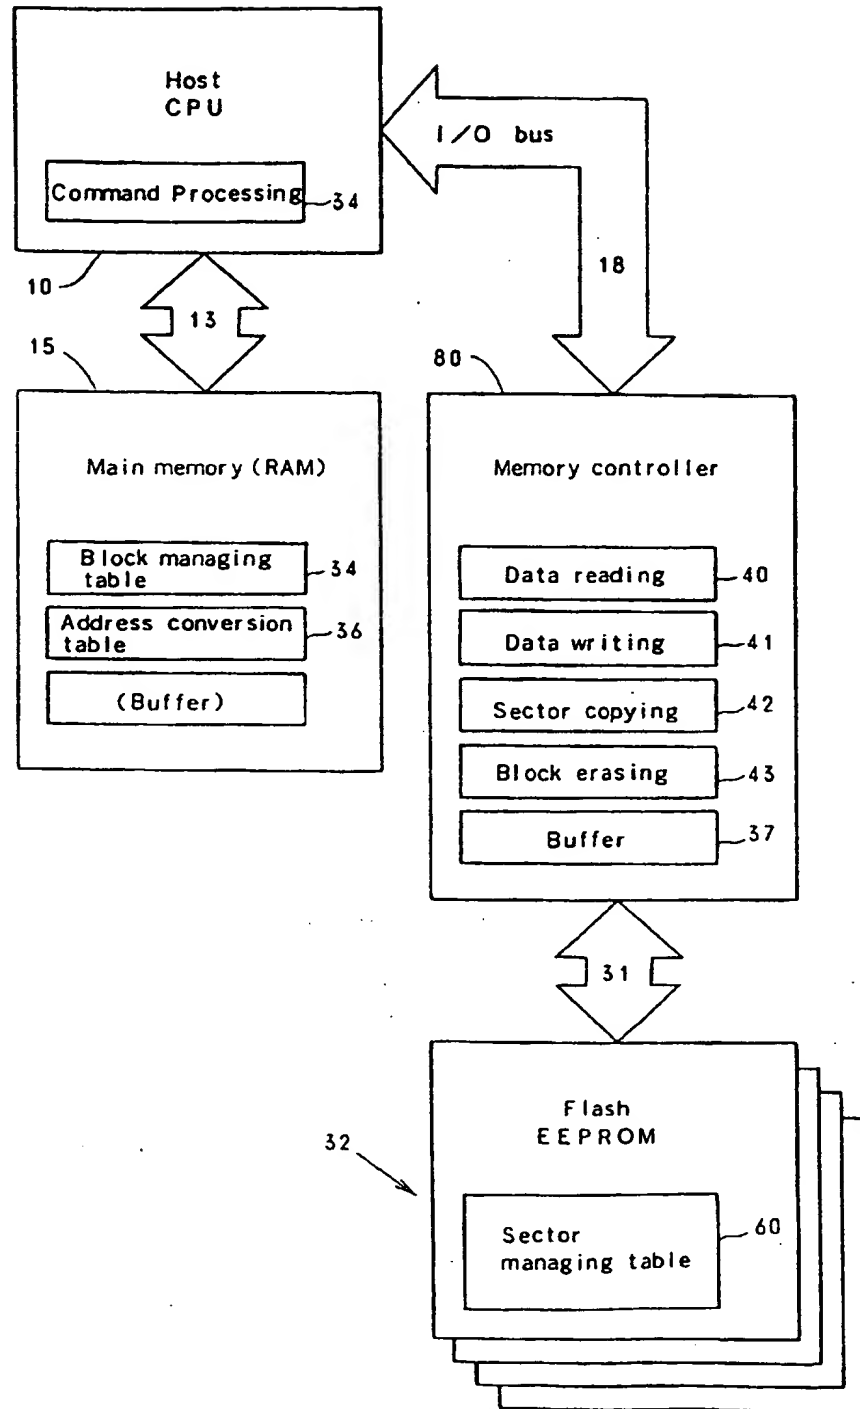 Host
CPU
Command Processing
34
I/O bus
10
13
18
15
80
Main memory (RAM)
Block managing
table
34
Address conversion
table
36
(Buffer)
Memory controller
Data reading
40
Data writing
41
Sector copying
42
Block erasing
43
Buffer
37
31
32
Flash
EEPROM
Sector
managing table
60